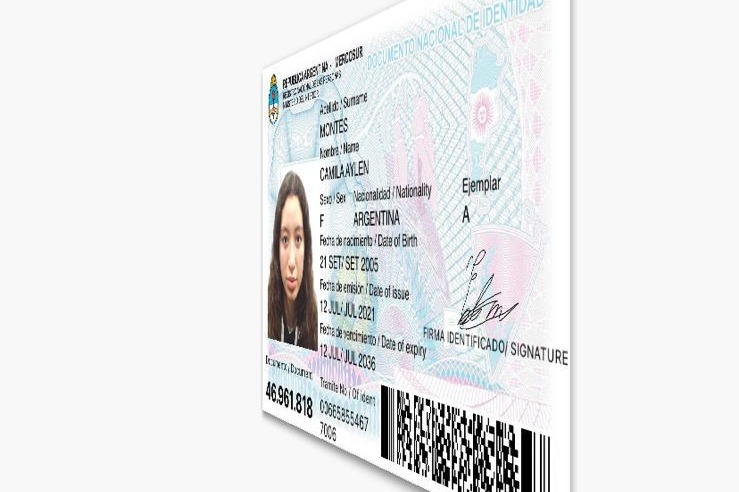 DOCUMENTO NACIONAL DE IDENTIDAD
REPUBLICA ARGENTINA - MERCOSUR
REGISTRO NACIONAL DE LAS PERSONAS
MINISTERIO DEL INTERIOR
Apellido / Surname
MONTES
Nombre / Name
CAMILA AYLEN
Sexo / Sex Nacionalidad / Nationality
F ARGENTINA
Ejemplar
A
Fecha de nacimiento / Date of Birth
21 SET/ SET 2005
Fecha de emisión / Date of issue
12 JUL/ JUL 2021
Fecha de vencimiento / Date of expiry
12 JUL/ JUL 2036
FIRMA IDENTIFICADO/ SIGNATURE
Documento / Document
46.961.818
Tramite No / Of ident
00665855467
7006